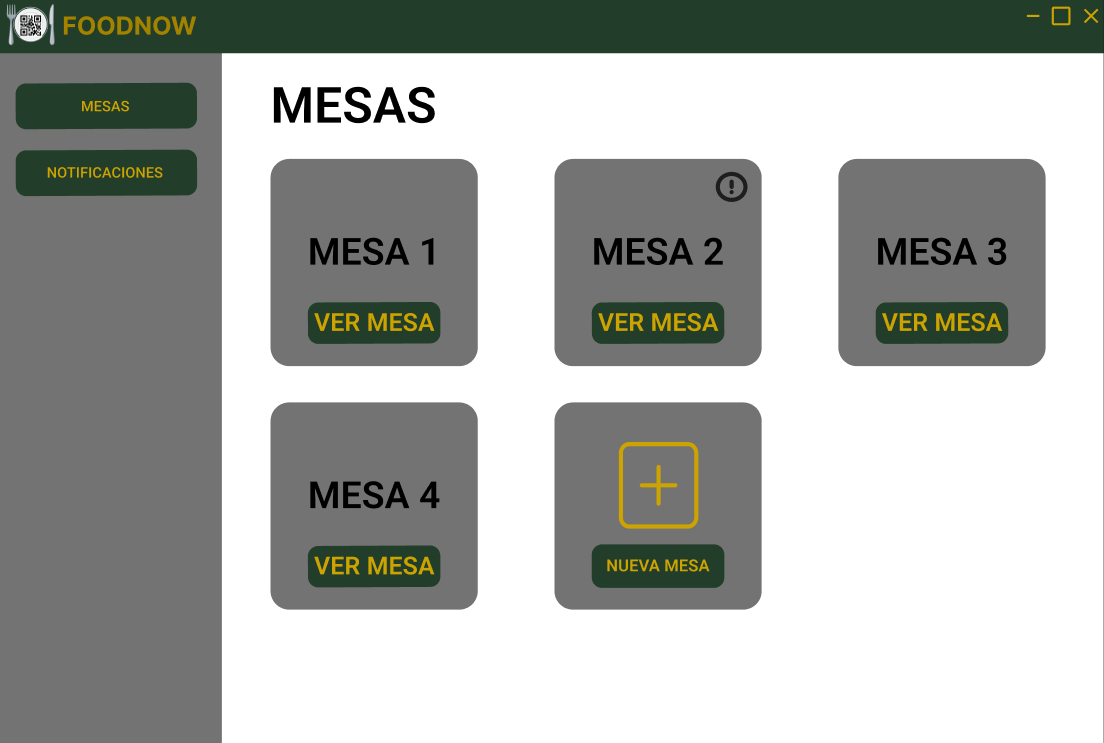 FOODNOW
MESAS
NOTIFICACIONES
MESAS
MESA 1
VER MESA
MESA 2
VER MESA
MESA 3
VER MESA
MESA 4
VER MESA
NUEVA MESA